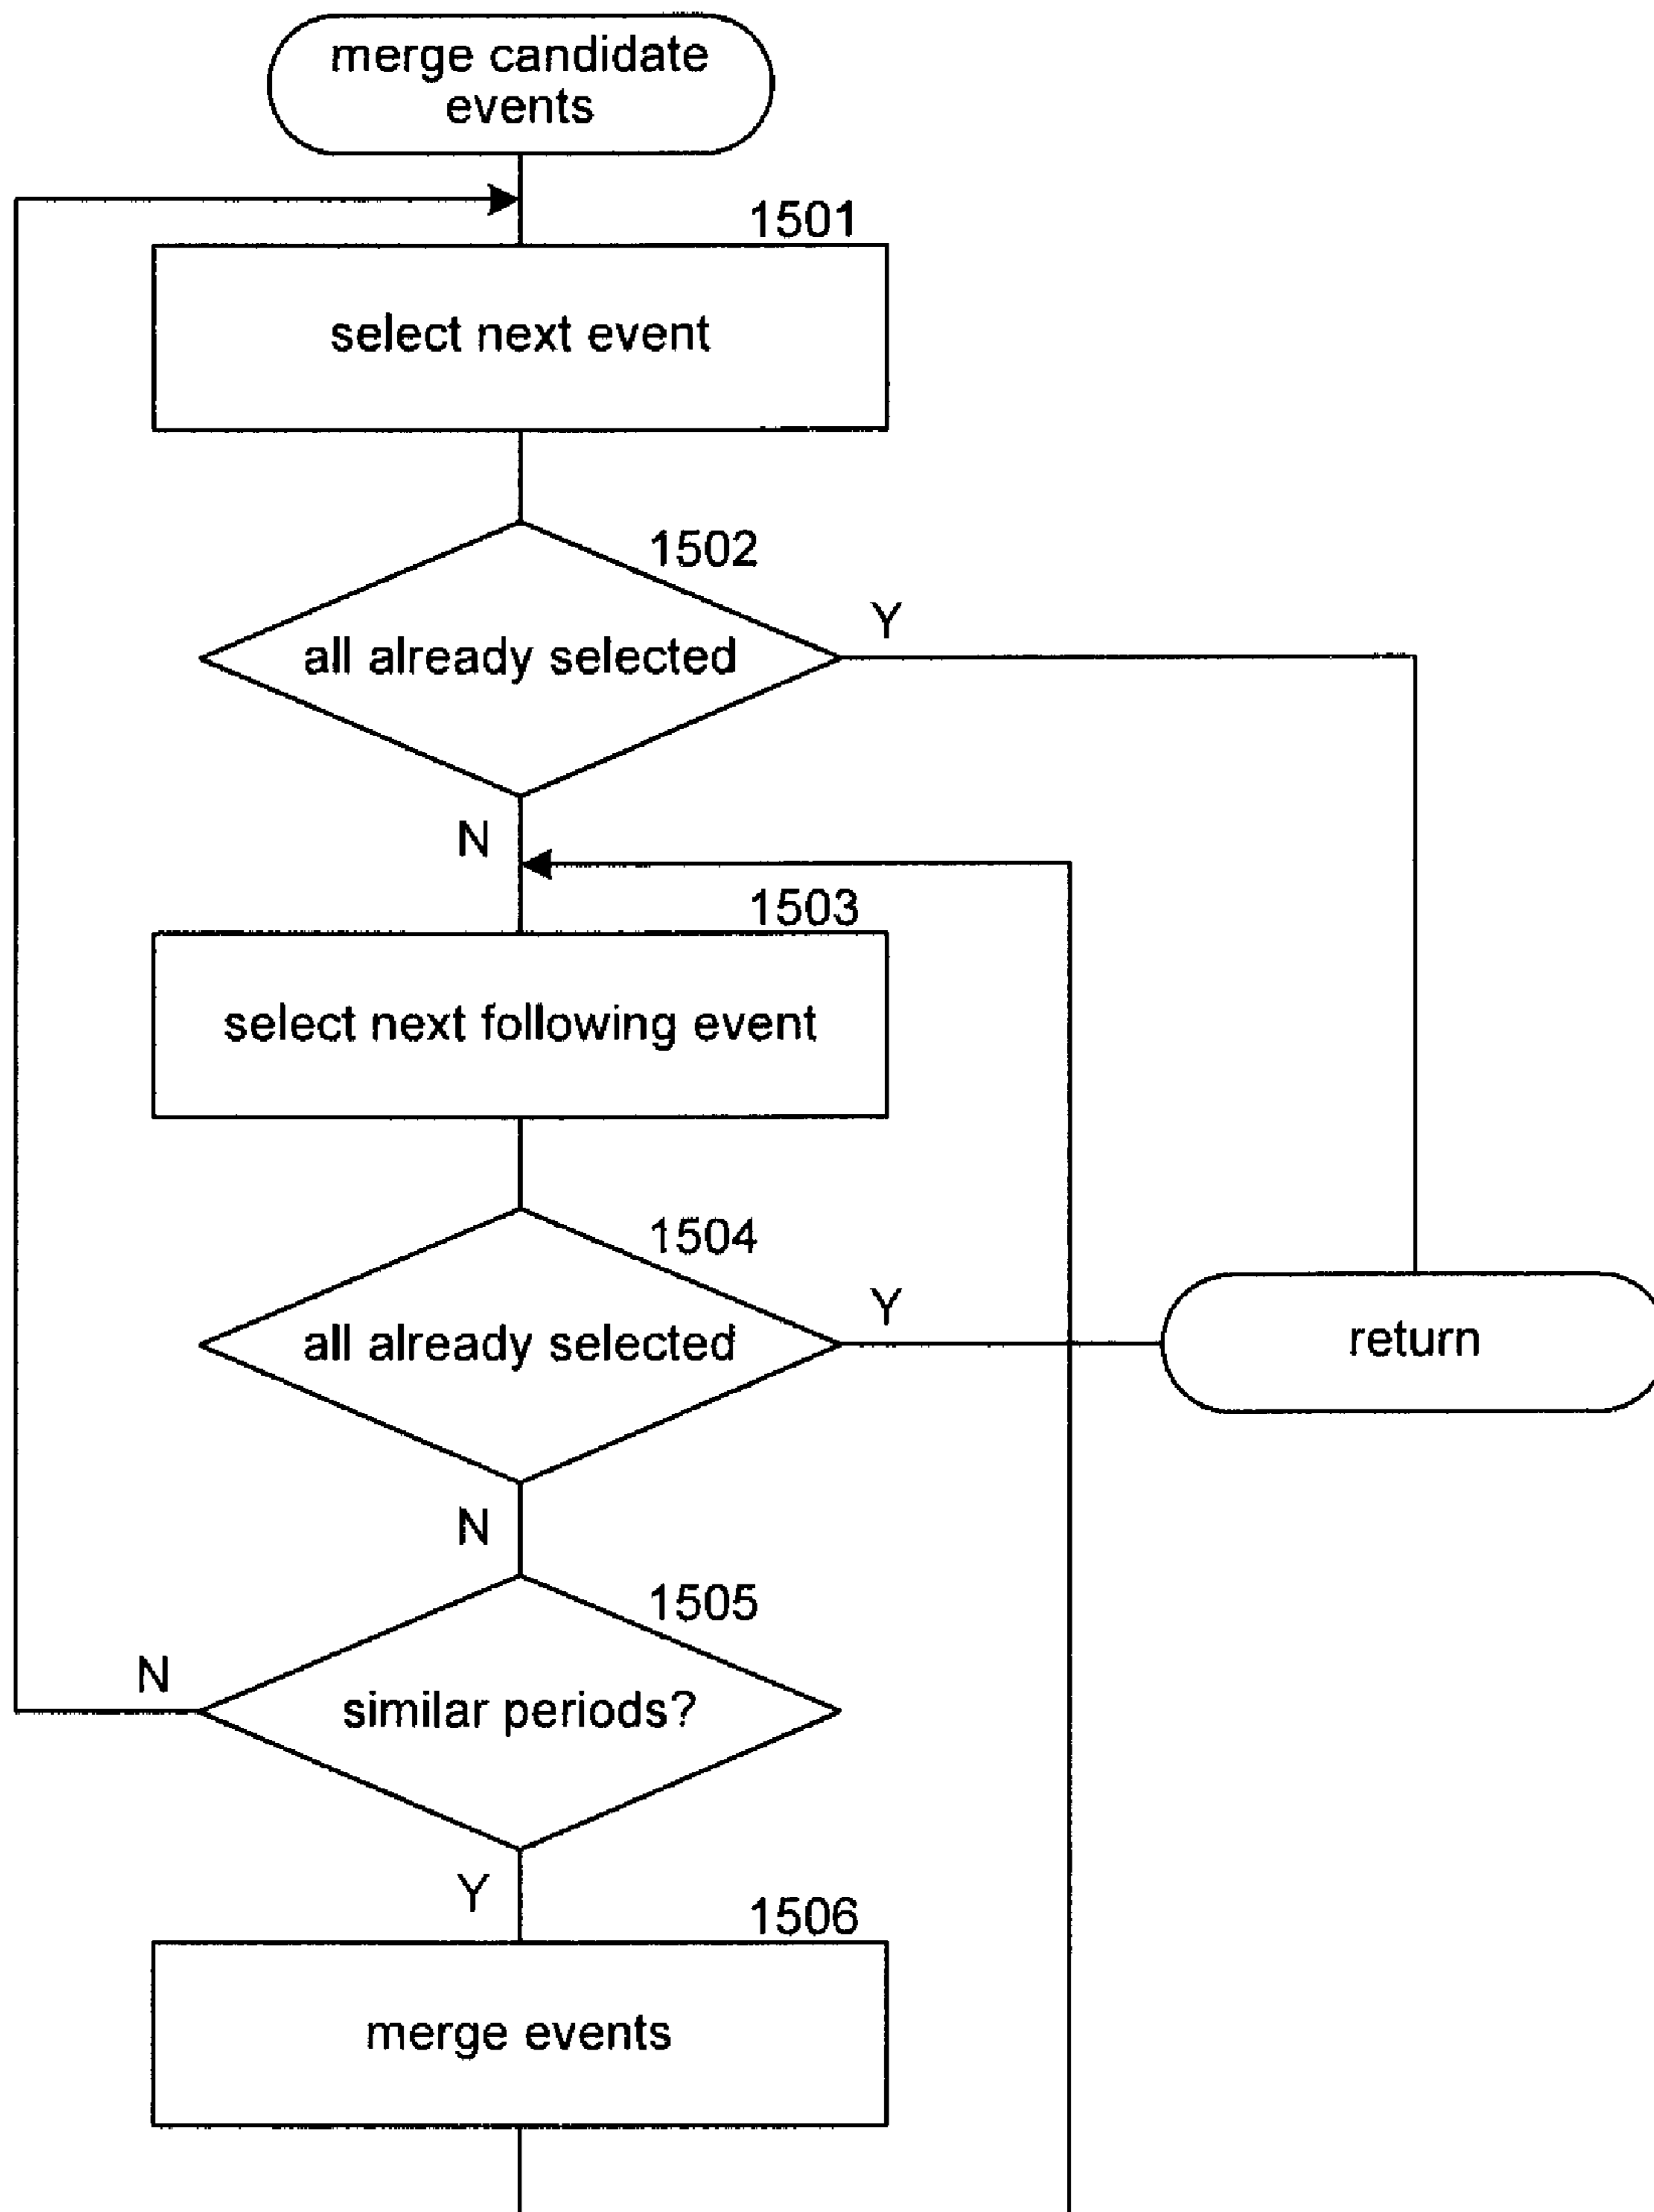 merge candidate
events
1501
select next event
1502
all already selected
Y
N
1503
select next following event
1504
all already selected
Y
return
N
1505
similar periods?
N
Y
1506
merge events